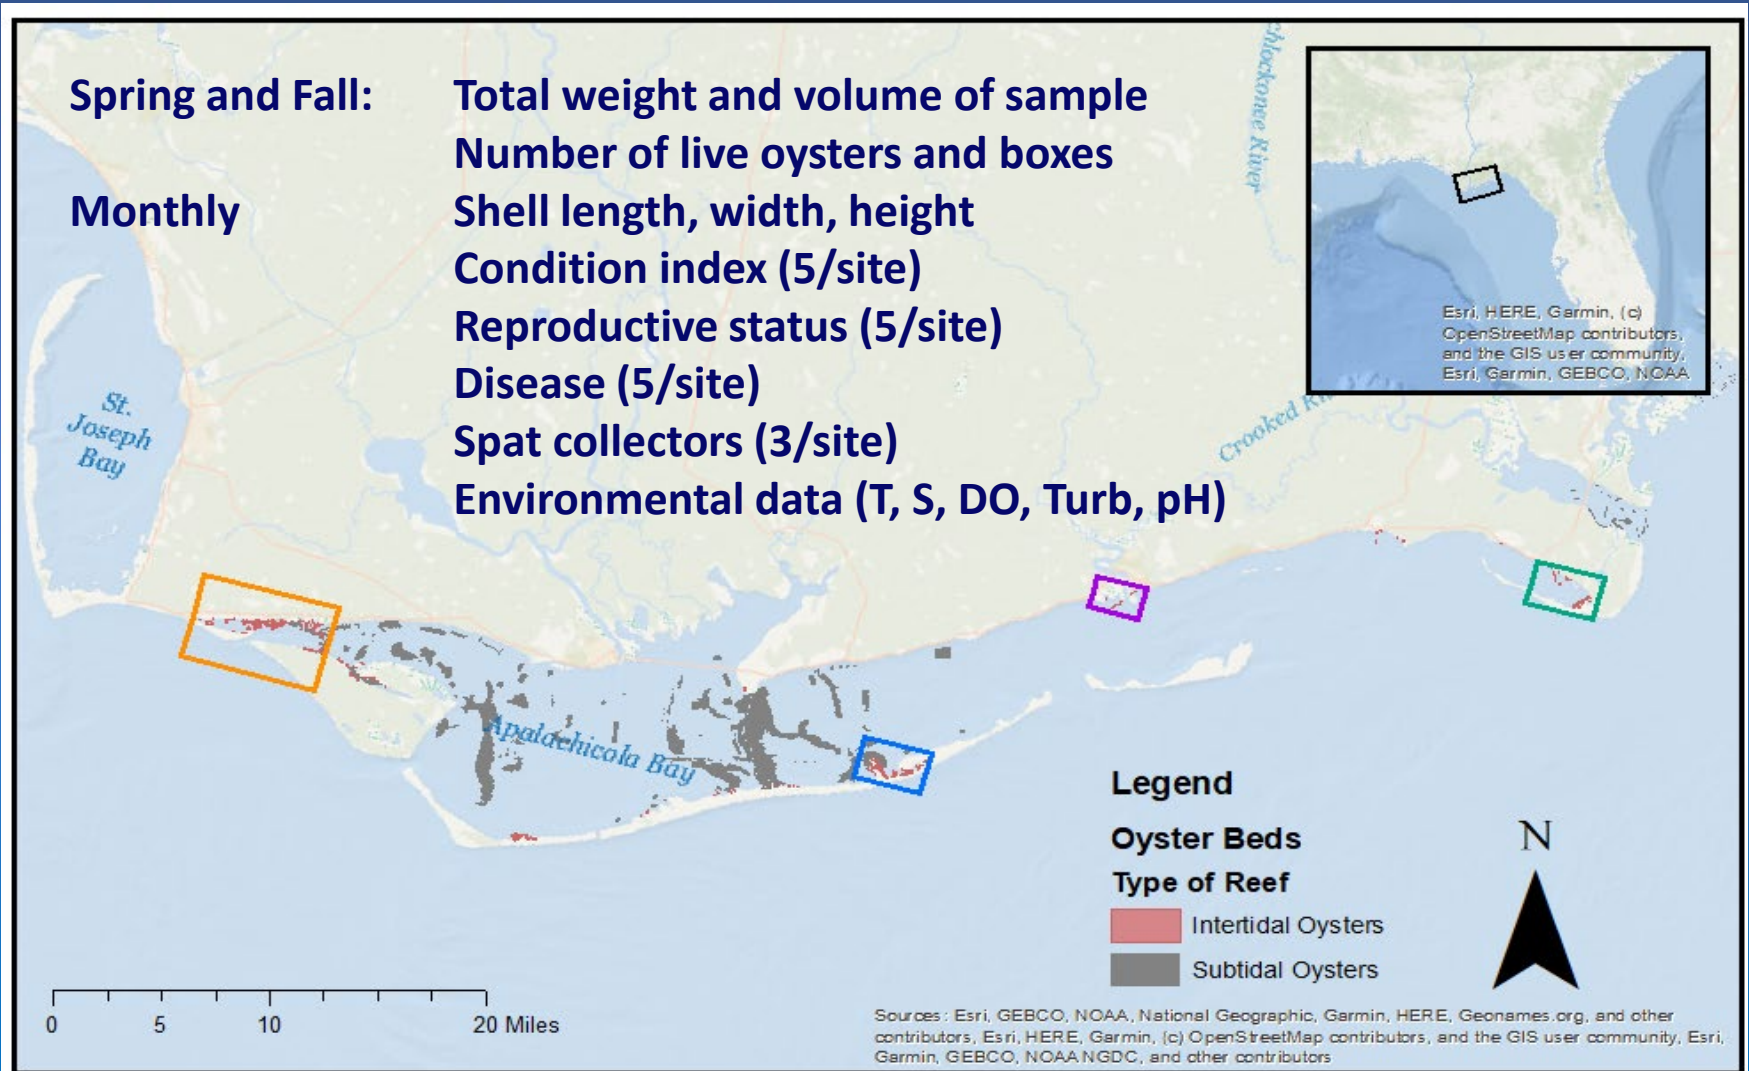 Spring and Fall: Total weight and volume of sample
Number of live oysters and boxes
Monthly Shell length, width, height
Condition index (5/site)
Reproductive status (5/site)
Disease (5/site)
Spat collectors (3/site)
Environmental data (T, S, DO, Turb, pH)
chlockonee River
Esri, HERE, Garmin, (c)
OpenStreetMap contributors,
and the GIS user community,
Esri, Garmin, GEBCO, NOAA
St.
Joseph
Bay
Crooked
Apalachicola Bay
Legend
Oyster Beds
Type of Reef
Intertidal Oysters
Subtidal Oysters
N
0 5 10 20 Miles
Sources: Esri, GEBCO, NOAA, National Geographic, Garmin, HERE, Geonames.org, and other
contributors, Esri, HERE, Garmin, (c) OpenStreetMap contributors, and the GIS user community, Esri,
Garmin, GEBCO, NOAA NGDC, and other contributors